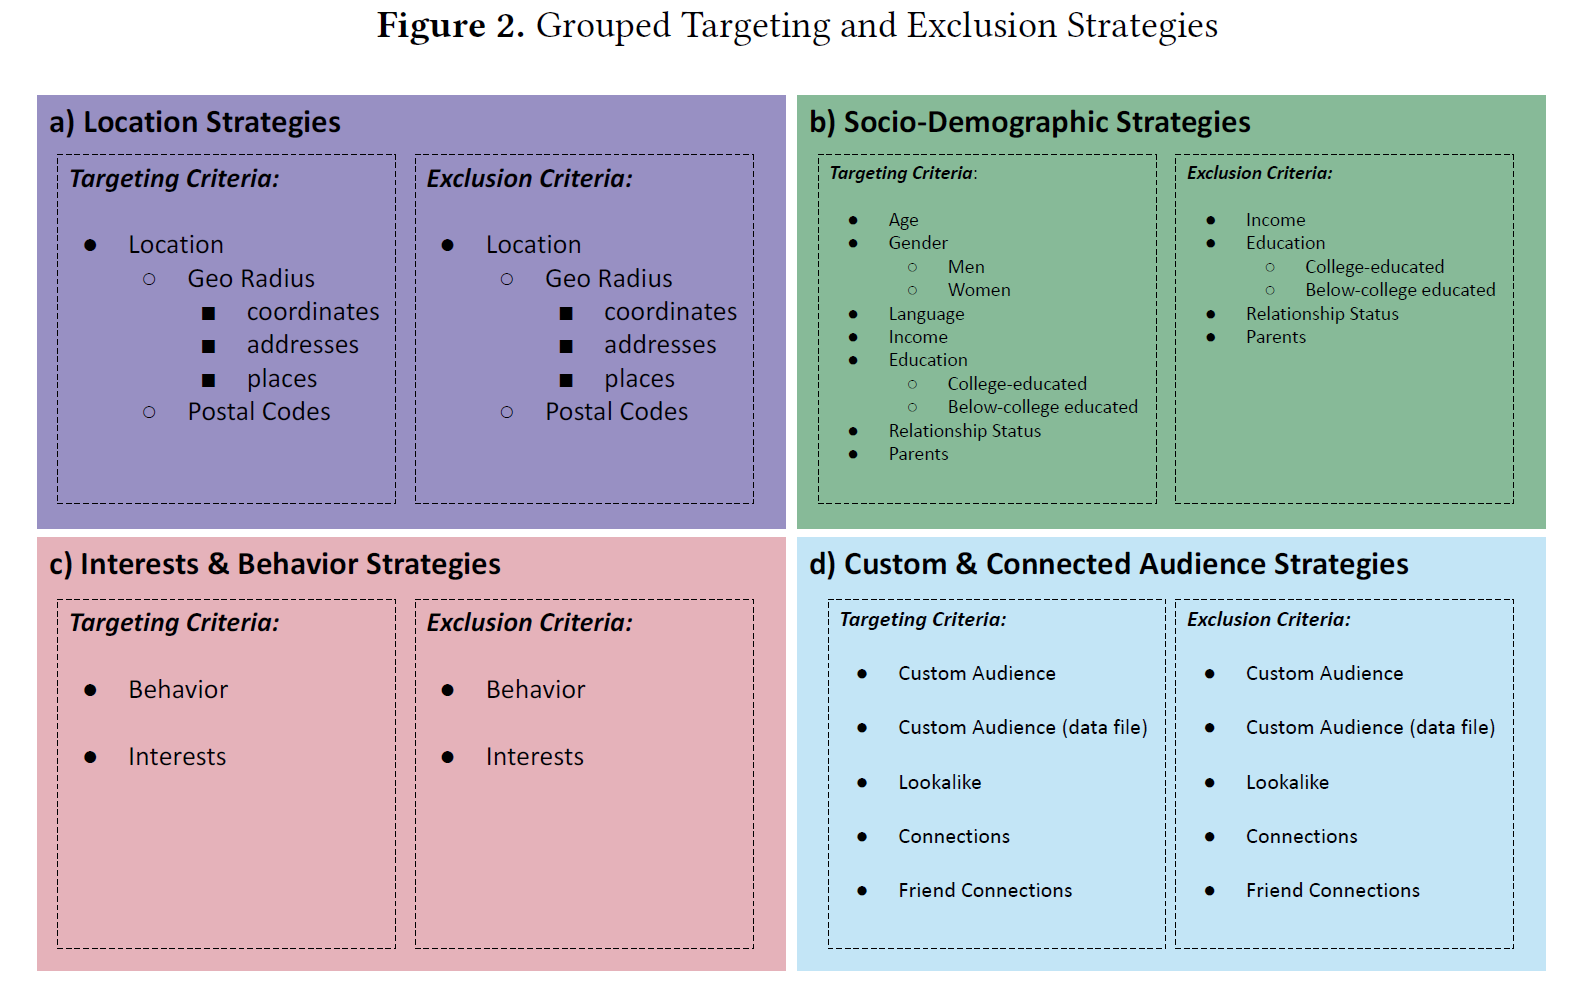 Figure 2. Grouped Targeting and Exclusion Strategies
a) Location Strategies
Targeting Criteria:
● Location
○ Geo Radius
■ coordinates
■ addresses
■ places
○ Postal Codes
Exclusion Criteria:
● Location
○ Geo Radius
■ coordinates
■ addresses
■ places
○ Postal Codes
b) Socio-Demographic Strategies
Targeting Criteria:
● Age
● Gender
○ Men
○ Women
● Language
● Income
● Education
○ College-educated
○ Below-college educated
● Relationship Status
● Parents
Exclusion Criteria:
● Income
● Education
○ College-educated
○ Below-college educated
● Relationship Status
● Parents
c) Interests & Behavior Strategies
Targeting Criteria:
● Behavior
● Interests
Exclusion Criteria:
● Behavior
● Interests
d) Custom & Connected Audience Strategies
Targeting Criteria:
● Custom Audience
● Custom Audience (data file)
● Lookalike
● Connections
● Friend Connections
Exclusion Criteria:
● Custom Audience
● Custom Audience (data file)
● Lookalike
● Connections
● Friend Connections